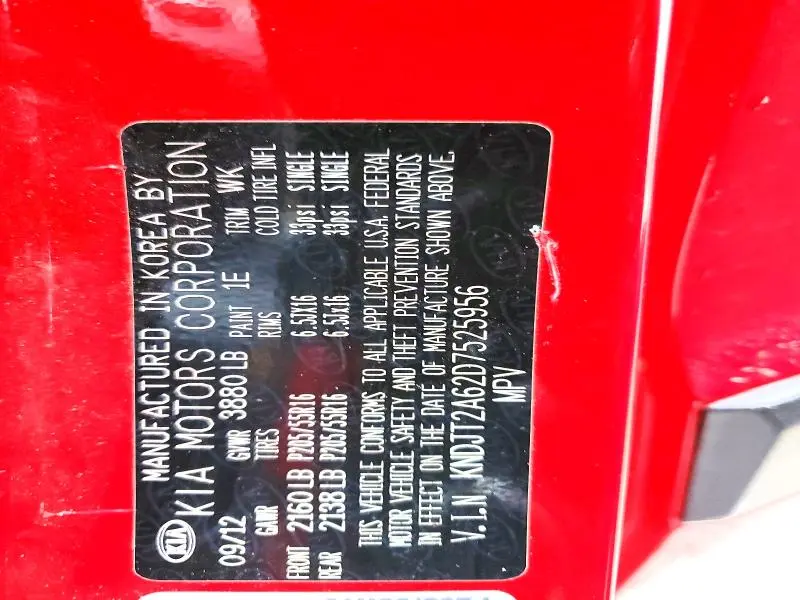 MANUFACTURED IN KOREA BY
KIA KIA MOTORS CORPORATION
09/12 GVWR 3880 LB PAINT 1E TRIM WK
GAWR TIRES RIMS COLD TIRE INFL
FRONT 2160 LB P205/55R16 6.5JX16 33psi SINGLE
REAR 2138 LB P205/55R16 6.5JX16 33psi SINGLE
THIS VEHICLE CONFORMS TO ALL APPLICABLE U.S.A. FEDERAL
MOTOR VEHICLE SAFETY AND THEFT PREVENTION STANDARDS
IN EFFECT ON THE DATE OF MANUFACTURE SHOWN ABOVE.
V.I.N KNDJT2A62D7525956
MPV